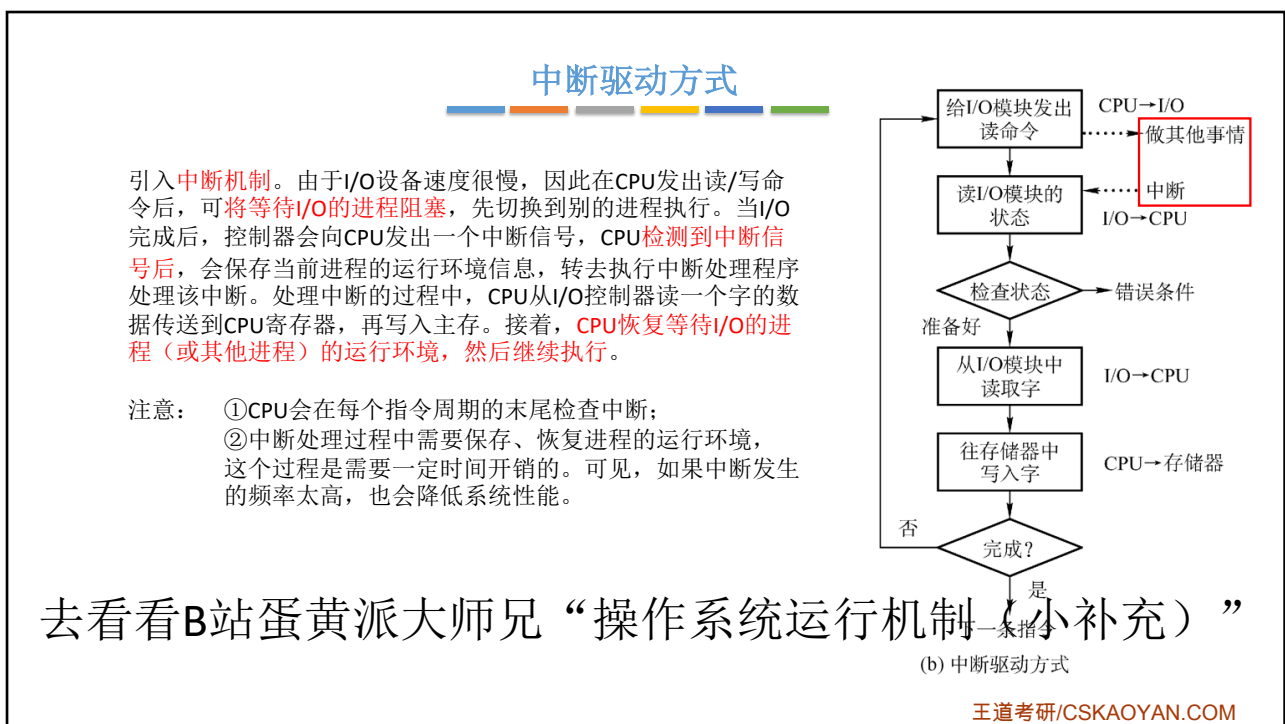 中断驱动方式
引入中断机制。由于I/O设备速度很慢，因此在CPU发出读/写命
令后，可将等待I/O的进程阻塞，先切换到别的进程执行。当I/O
完成后，控制器会向CPU发出一个中断信号，CPU检测到中断信
号后，会保存当前进程的运行环境信息，转去执行中断处理程序
处理该中断。处理中断的过程中，CPU从I/O控制器读一个字的数
据传送到CPU寄存器，再写入主存。接着，CPU恢复等待I/O的进
程（或其他进程）的运行环境，然后继续执行。
注意： ①CPU会在每个指令周期的末尾检查中断；
②中断处理过程中需要保存、恢复进程的运行环境，
这个过程是需要一定时间开销的。可见，如果中断发生
的频率太高，也会降低系统性能。
给I/O模块发出
读命令
CPU→I/O
做其他事情
读I/O模块的
状态
中断
I/O→CPU
检查状态
错误条件
准备好
从I/O模块中
读取字
I/O→CPU
往存储器中
写入字
CPU→存储器
否
完成?
是
下一条指令
去看看B站蛋黄派大师兄“操作系统运行机制（小补充）”
(b) 中断驱动方式
王道考研/CSKAOYAN.COM